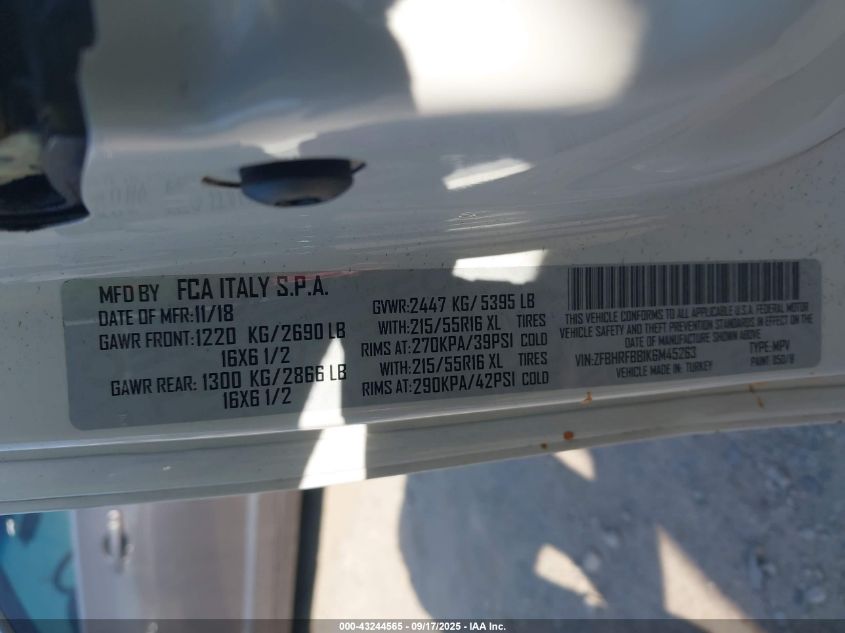 MFD BY FCA ITALY S.P.A.
DATE OF MFR:11/18
GAWR FRONT:1220 KG/2690 LB
16X6 1/2
GAWR REAR: 1300 KG/2866 LB
16X6 1/2
GVWR:2447 KG/5395 LB
WITH:215/55R16 XL TIRES
RIMS AT:270KPA/39PSI COLD
WITH:215/55R16 XL TIRES
RIMS AT:290KPA/42PSI COLD
THIS VEHICLE CONFORMS TO ALL APPLICABLE U.S.A. FEDERAL MOTOR
VEHICLE SAFETY AND THEFT PREVENTION STANDARDS IN EFFECT ON THE
DATE OF MANUFACTURE SHOWN ABOVE
VIN:ZFBHRFBB1K6M45263 TYPE:MPV
VEHICLE MADE IN: TURKEY PAINT 050/B
000-43244565 - 09/17/2025 - IAA Inc.